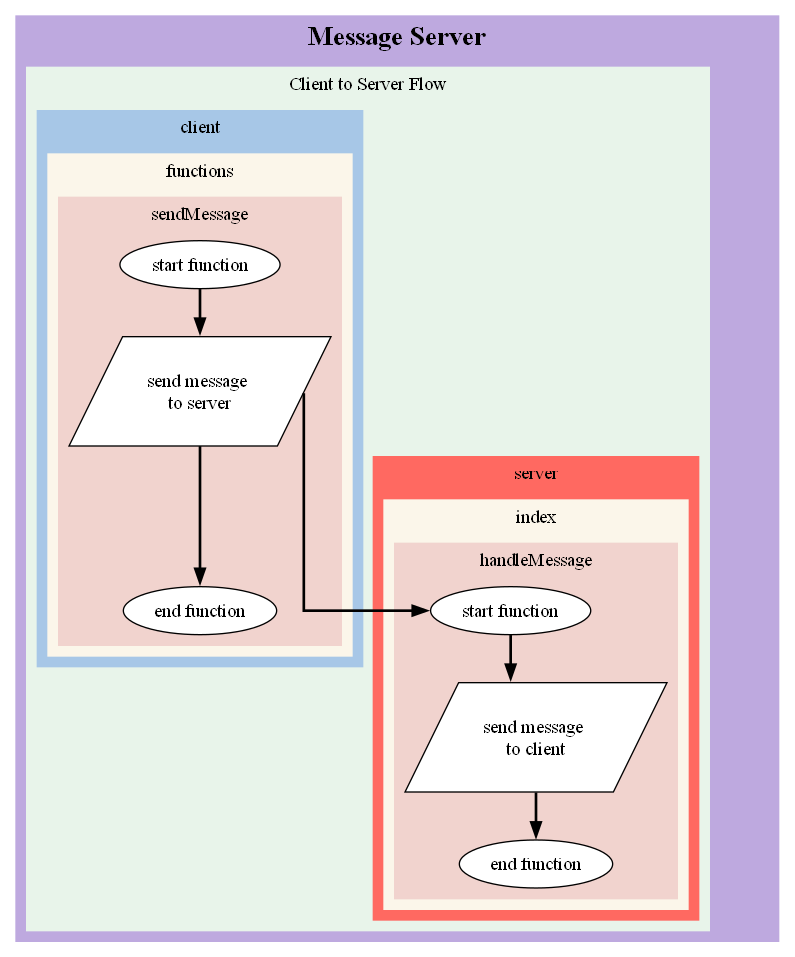 Message Server
Client to Server Flow
client
functions
sendMessage
start function
send message
to server
end function
server
index
handleMessage
start function
send message
to client
end function